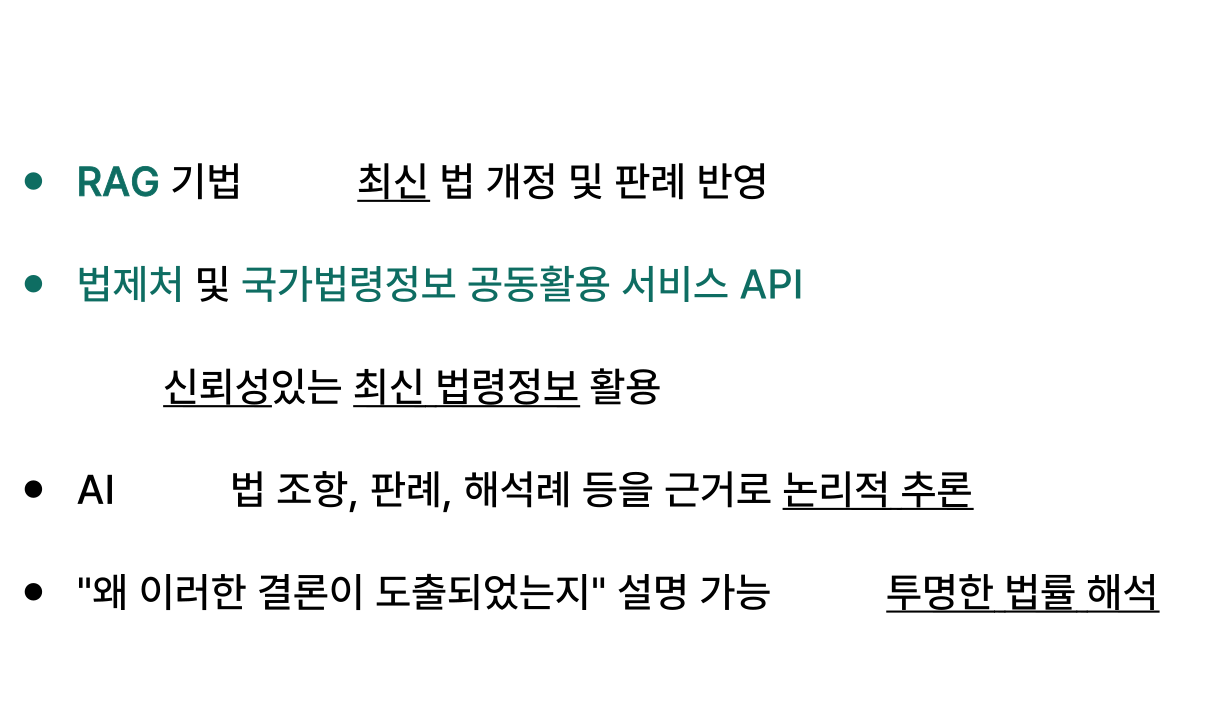 • RAG 기법 최신 법 개정 및 판례 반영
• 법제처 및 국가법령정보 공동활용 서비스 API
신뢰성있는 최신 법령정보 활용
• AI 법 조항, 판례, 해석례 등을 근거로 논리적 추론
• "왜 이러한 결론이 도출되었는지" 설명 가능 투명한 법률 해석